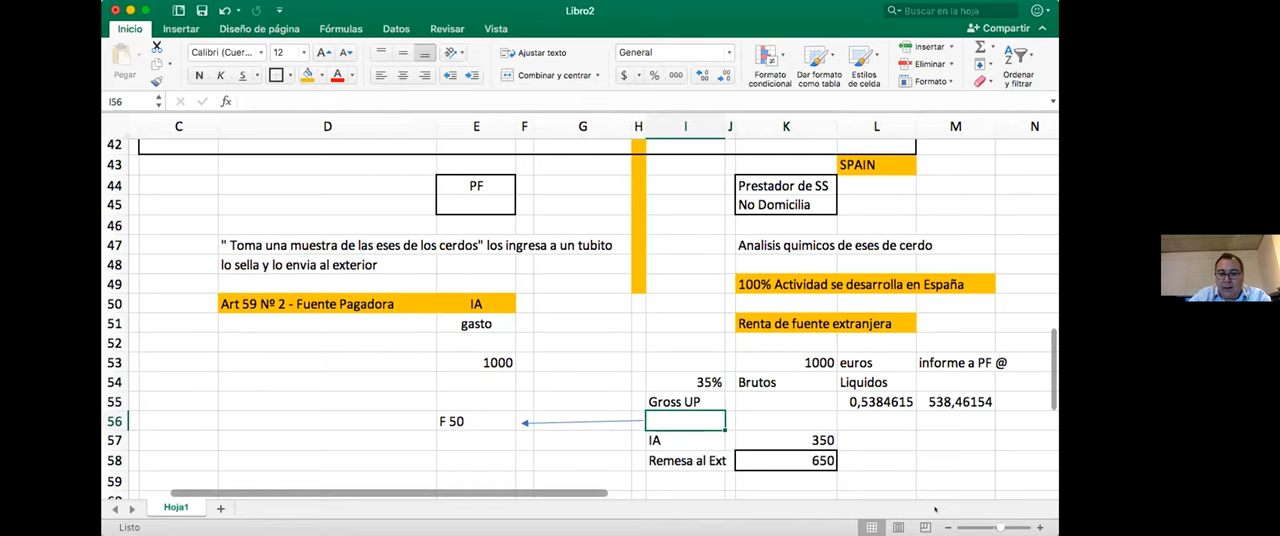 Libro2
Buscar en la hoja
Inicio Insertar Diseño de página Fórmulas Datos Revisar Vista
Compartir
Pegar
Calibri (Cuer... 12 A A
N K S A
Ajustar texto
Combinar y centrar
General
$ % 000
Formato condicional
Dar formato como tabla
Estilos de celda
Insertar
Eliminar
Formato
Ordenar y filtrar
I56 fx
C D E F G H I J K L M N
42
43 SPAIN
44 PF Prestador de SS
45 No Domicilia
46
47 " Toma una muestra de las eses de los cerdos" los ingresa a un tubito Analisis quimicos de eses de cerdo
48 lo sella y lo envia al exterior
49 100% Actividad se desarrolla en España
50 Art 59 Nº 2 - Fuente Pagadora IA
51 gasto Renta de fuente extranjera
52
53 1000 1000 euros informe a PF @
54 35% Brutos Liquidos
55 Gross UP 0,5384615 538,46154
56 F 50
57 IA 350
58 Remesa al Ext 650
59
Hoja1
Listo